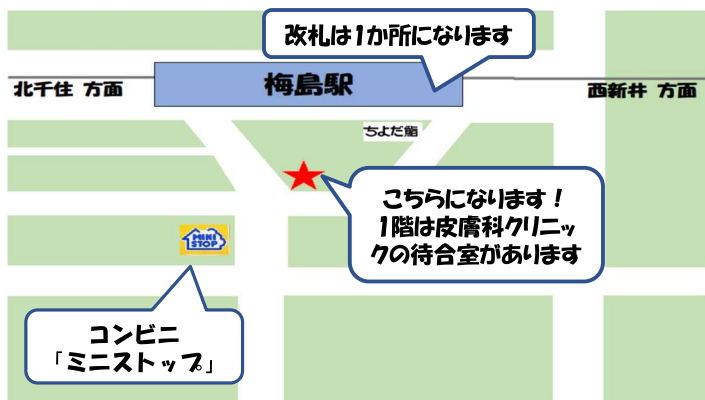 改札は1か所になります
北千住 方面
梅島駅
西新井 方面
ちよだ鮨
こちらになります！
1階は皮膚科クリニッ
クの待合室があります
MINI
STOP
コンビニ
「ミニストップ」